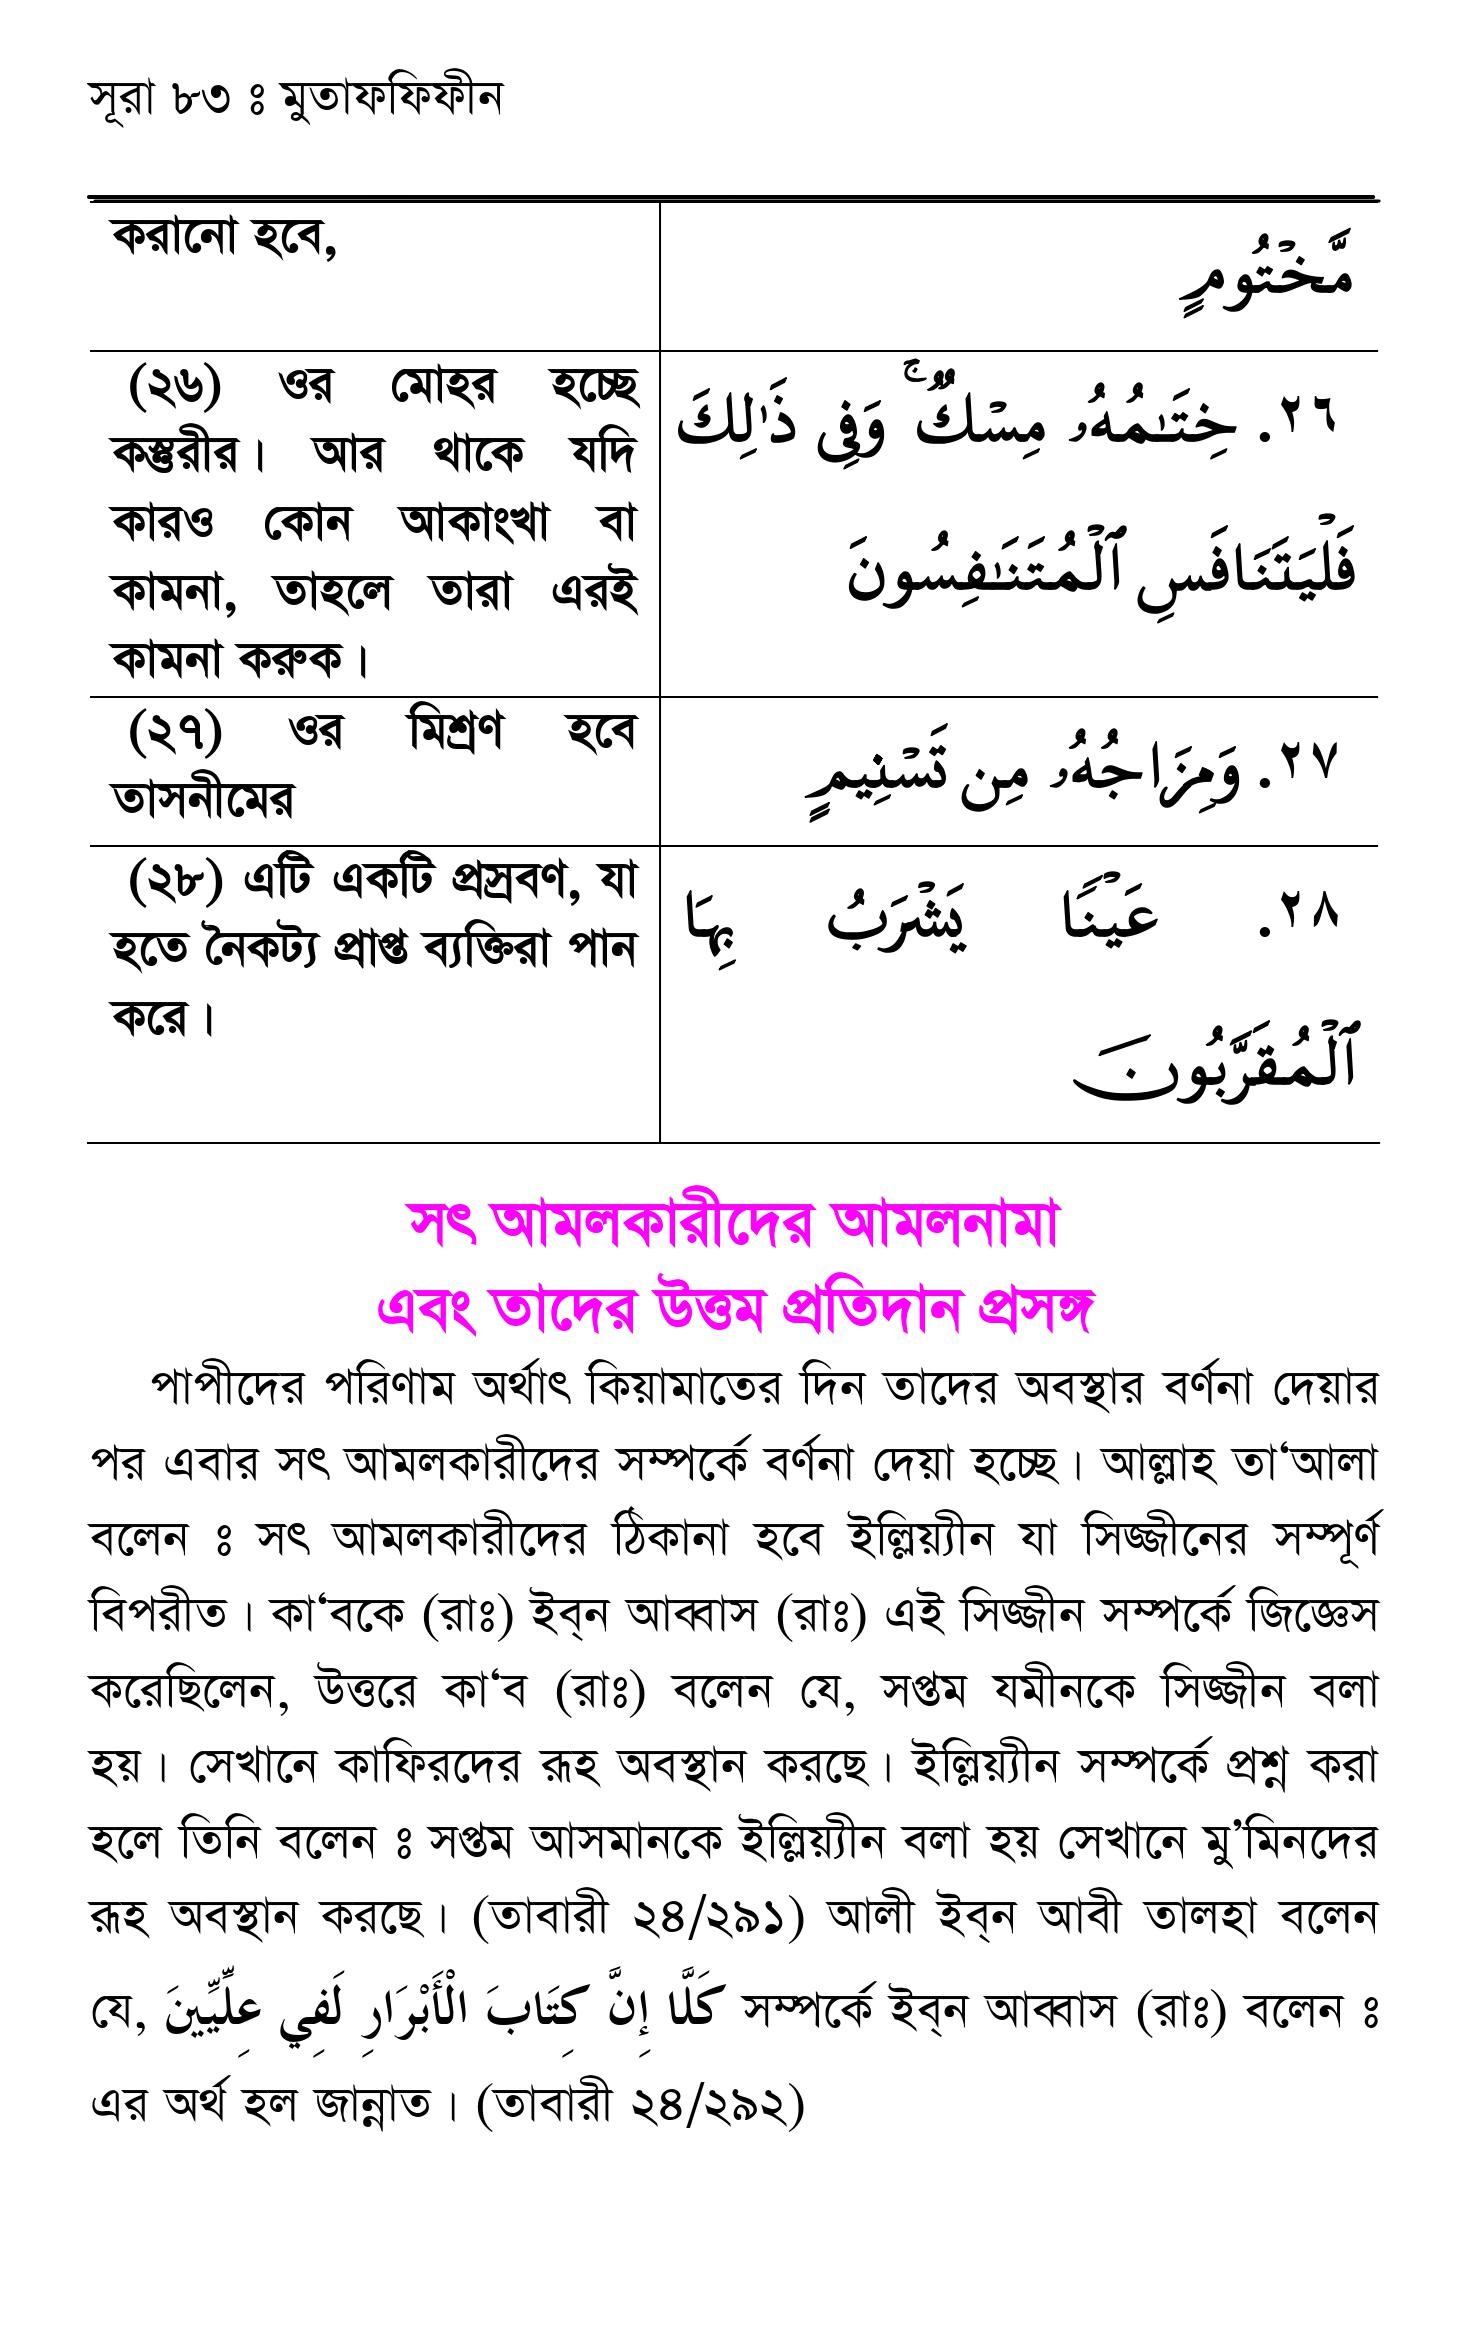 সূরা ৮৩ ঃ মুতাফফিফীন
করানো হবে,
مَّخْتُومٍ
(২৬) ওর মোহর হচ্ছে
কস্তুরীর। আর থাকে যদি
কারও কোন আকাংখা বা
কামনা, তাহলে তারা এরই
কামনা করুক।
٢٦. خِتَـٰمُهُۥ مِسْكٌ ۚ وَفِى ذَٰلِكَ
فَلْيَتَنَافَسِ ٱلْمُتَنَـٰفِسُونَ
(২৭) ওর মিশ্রণ হবে
তাসনীমের
٢٧. وَمِزَاجُهُۥ مِن تَسْنِيمٍ
(২৮) এটি একটি প্রস্রবণ, যা
হতে নৈকট্য প্রাপ্ত ব্যক্তিরা পান
করে।
٢٨. عَيْنًا يَشْرَبُ بِهَا
ٱلْمُقَرَّبُونَ
সৎ আমলকারীদের আমলনামা
এবং তাদের উত্তম প্রতিদান প্রসঙ্গ
পাপীদের পরিণাম অর্থাৎ কিয়ামাতের দিন তাদের অবস্থার বর্ণনা দেয়ার
পর এবার সৎ আমলকারীদের সম্পর্কে বর্ণনা দেয়া হচ্ছে। আল্লাহ তা‘আলা
বলেন ঃ সৎ আমলকারীদের ঠিকানা হবে ইল্লিয়্যীন যা সিজ্জীনের সম্পূর্ণ
বিপরীত। কা‘বকে (রাঃ) ইব্‌ন আব্বাস (রাঃ) এই সিজ্জীন সম্পর্কে জিজ্ঞেস
করেছিলেন, উত্তরে কা‘ব (রাঃ) বলেন যে, সপ্তম যমীনকে সিজ্জীন বলা
হয়। সেখানে কাফিরদের রূহ অবস্থান করছে। ইল্লিয়্যীন সম্পর্কে প্রশ্ন করা
হলে তিনি বলেন ঃ সপ্তম আসমানকে ইল্লিয়্যীন বলা হয় সেখানে মু’মিনদের
রূহ অবস্থান করছে। (তাবারী ২৪/২৯১) আলী ইব্‌ন আবী তালহা বলেন
যে, كَلَّا إِنَّ كِتَابَ الْأَبْرَارِ لَفِي عِلِّيِّينَ সম্পর্কে ইব্‌ন আব্বাস (রাঃ) বলেন ঃ
এর অর্থ হল জান্নাত। (তাবারী ২৪/২৯২)